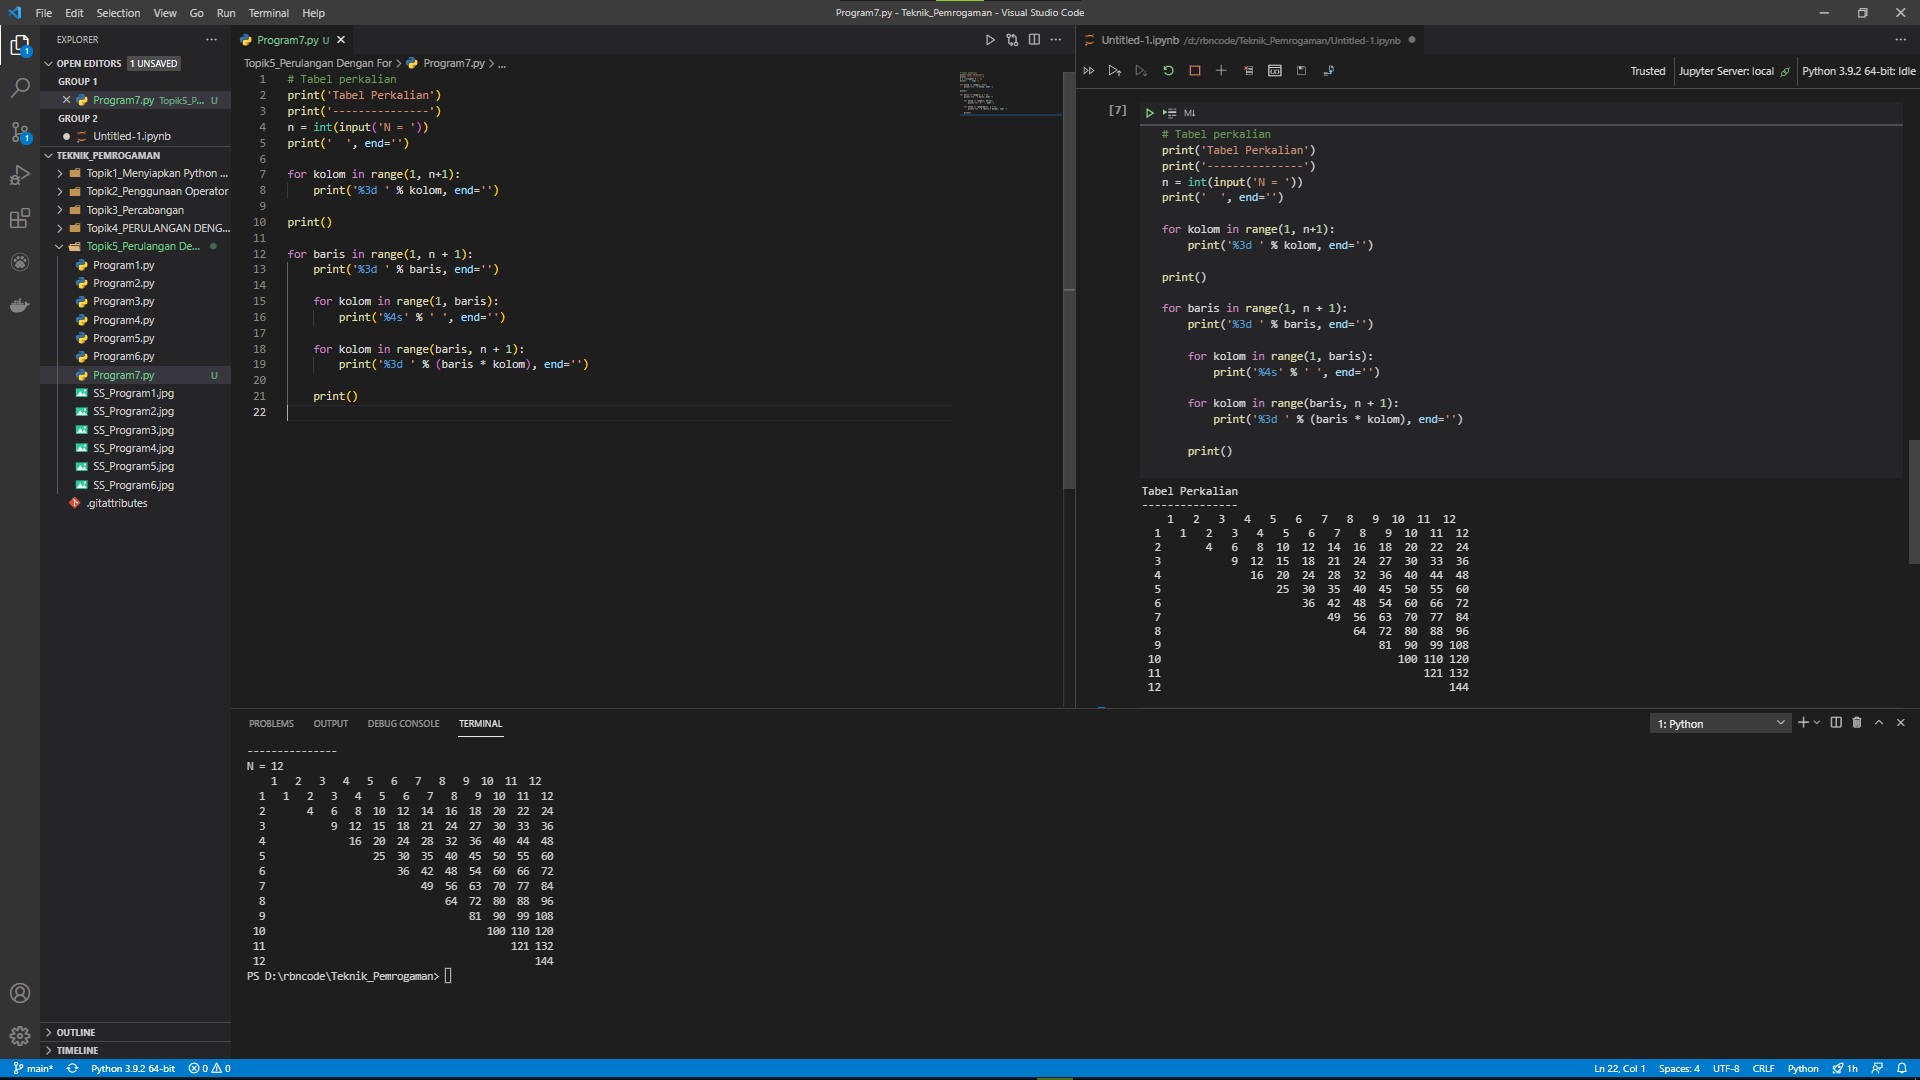 File Edit Selection View Go Run Terminal Help
Program7.py - Teknik_Pemrogaman - Visual Studio Code
EXPLORER
OPEN EDITORS 1 UNSAVED
GROUP 1
Program7.py Topik5_P... U
GROUP 2
Untitled-1.ipynb
TEKNIK_PEMROGAMAN
Topik1_Menyiapkan Python ...
Topik2_Penggunaan Operator
Topik3_Percabangan
Topik4_PERULANGAN DENG...
Topik5_Perulangan De...
Program1.py
Program2.py
Program3.py
Program4.py
Program5.py
Program6.py
Program7.py U
SS_Program1.jpg
SS_Program2.jpg
SS_Program3.jpg
SS_Program4.jpg
SS_Program5.jpg
SS_Program6.jpg
.gitattributes
OUTLINE
TIMELINE
Program7.py U
Topik5_Perulangan Dengan For > Program7.py > ...
1 # Tabel perkalian
2 print('Tabel Perkalian')
3 print('---------------')
4 n = int(input('N = '))
5 print('  ', end='')
6
7 for kolom in range(1, n+1):
8     print('%3d ' % kolom, end='')
9
10 print()
11
12 for baris in range(1, n + 1):
13     print('%3d ' % baris, end='')
14
15     for kolom in range(1, baris):
16         print('%4s' % ' ', end='')
17
18     for kolom in range(baris, n + 1):
19         print('%3d ' % (baris * kolom), end='')
20
21     print()
22
Untitled-1.ipynb /d:/rbncode/Teknik_Pemrogaman/Untitled-1.ipynb
Trusted Jupyter Server: local Python 3.9.2 64-bit: Idle
[7] M↓
# Tabel perkalian
print('Tabel Perkalian')
print('---------------')
n = int(input('N = '))
print('  ', end='')
for kolom in range(1, n+1):
    print('%3d ' % kolom, end='')
print()
for baris in range(1, n + 1):
    print('%3d ' % baris, end='')
    for kolom in range(1, baris):
        print('%4s' % ' ', end='')
    for kolom in range(baris, n + 1):
        print('%3d ' % (baris * kolom), end='')
    print()
Tabel Perkalian
---------------
1 2 3 4 5 6 7 8 9 10 11 12
1 1 2 3 4 5 6 7 8 9 10 11 12
2 4 6 8 10 12 14 16 18 20 22 24
3 9 12 15 18 21 24 27 30 33 36
4 16 20 24 28 32 36 40 44 48
5 25 30 35 40 45 50 55 60
6 36 42 48 54 60 66 72
7 49 56 63 70 77 84
8 64 72 80 88 96
9 81 90 99 108
10 100 110 120
11 121 132
12 144
PROBLEMS OUTPUT DEBUG CONSOLE TERMINAL
1: Python
---------------
N = 12
1 2 3 4 5 6 7 8 9 10 11 12
1 1 2 3 4 5 6 7 8 9 10 11 12
2 4 6 8 10 12 14 16 18 20 22 24
3 9 12 15 18 21 24 27 30 33 36
4 16 20 24 28 32 36 40 44 48
5 25 30 35 40 45 50 55 60
6 36 42 48 54 60 66 72
7 49 56 63 70 77 84
8 64 72 80 88 96
9 81 90 99 108
10 100 110 120
11 121 132
12 144
PS D:\rbncode\Teknik_Pemrogaman>
main* Python 3.9.2 64-bit 0 0
Ln 22, Col 1 Spaces: 4 UTF-8 CRLF Python 1h